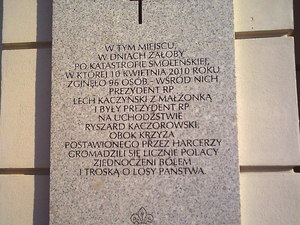 W TYM MIEJSCU,
W DNIACH ŻAŁOBY
PO KATASTROFIE SMOLEŃSKIEJ,
W KTÓREJ 10 KWIETNIA 2010 ROKU
ZGINĘŁO 96 OSÓB - WŚRÓD NICH
PREZYDENT RP
LECH KACZYŃSKI Z MAŁŻONKĄ
I BYŁY PREZYDENT RP
NA UCHODŹSTWIE
RYSZARD KACZOROWSKI,
OBOK KRZYŻA
POSTAWIONEGO PRZEZ HARCERZY
GROMADZILI SIĘ LICZNIE POLACY
ZJEDNOCZENI BÓLEM
I TROSKĄ O LOSY PAŃSTWA.